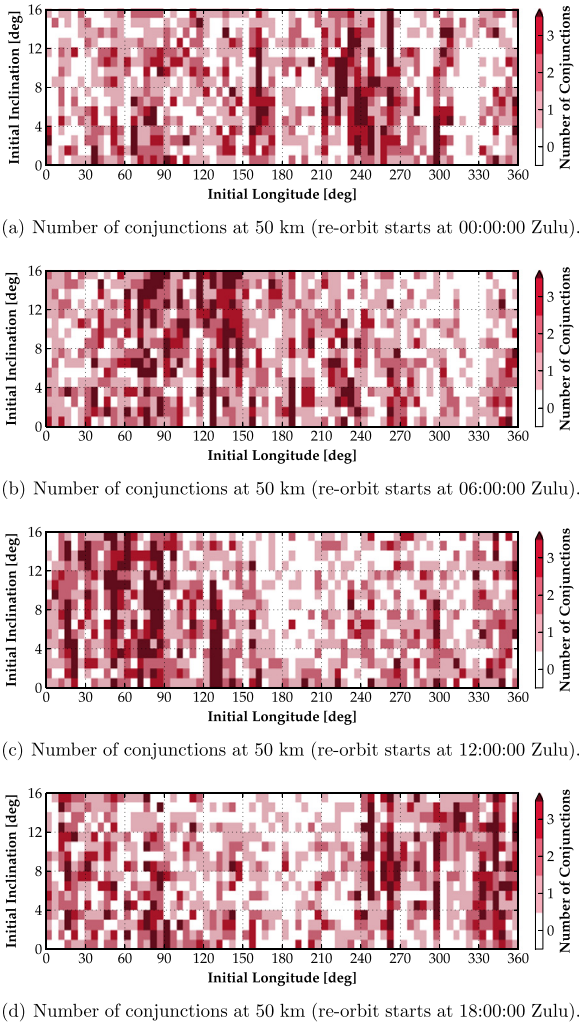 16
12
8
4
0
Initial Inclination [deg]
0 30 60 90 120 150 180 210 240 270 300 330 360
Initial Longitude [deg]
3
2
1
0
Number of Conjunctions
(a) Number of conjunctions at 50 km (re-orbit starts at 00:00:00 Zulu).
16
12
8
4
0
Initial Inclination [deg]
0 30 60 90 120 150 180 210 240 270 300 330 360
Initial Longitude [deg]
3
2
1
0
Number of Conjunctions
(b) Number of conjunctions at 50 km (re-orbit starts at 06:00:00 Zulu).
16
12
8
4
0
Initial Inclination [deg]
0 30 60 90 120 150 180 210 240 270 300 330 360
Initial Longitude [deg]
3
2
1
0
Number of Conjunctions
(c) Number of conjunctions at 50 km (re-orbit starts at 12:00:00 Zulu).
16
12
8
4
0
Initial Inclination [deg]
0 30 60 90 120 150 180 210 240 270 300 330 360
Initial Longitude [deg]
3
2
1
0
Number of Conjunctions
(d) Number of conjunctions at 50 km (re-orbit starts at 18:00:00 Zulu).